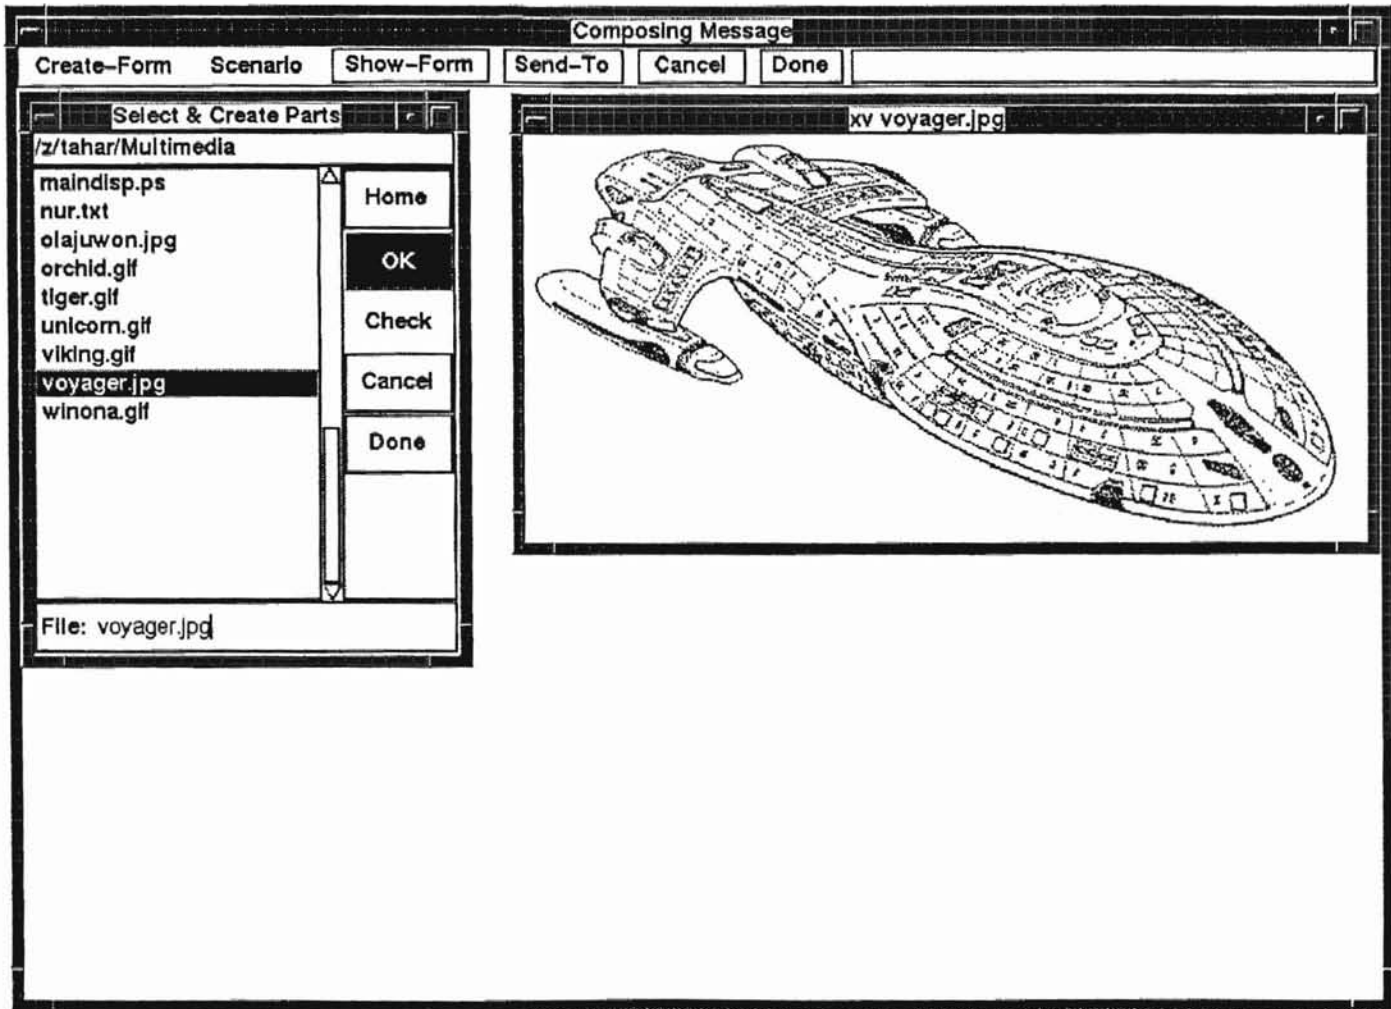 Composing Message
Create-Form Scenario Show-Form Send-To Cancel Done
Select & Create Parts
/z/tahar/Multimedia
maindisp.ps
nur.txt
olajuwon.jpg
orchid.gif
tiger.gif
unicorn.gif
viking.gif
voyager.jpg
winona.gif
Home
OK
Check
Cancel
Done
File: voyager.jpg
xv voyager.jpg